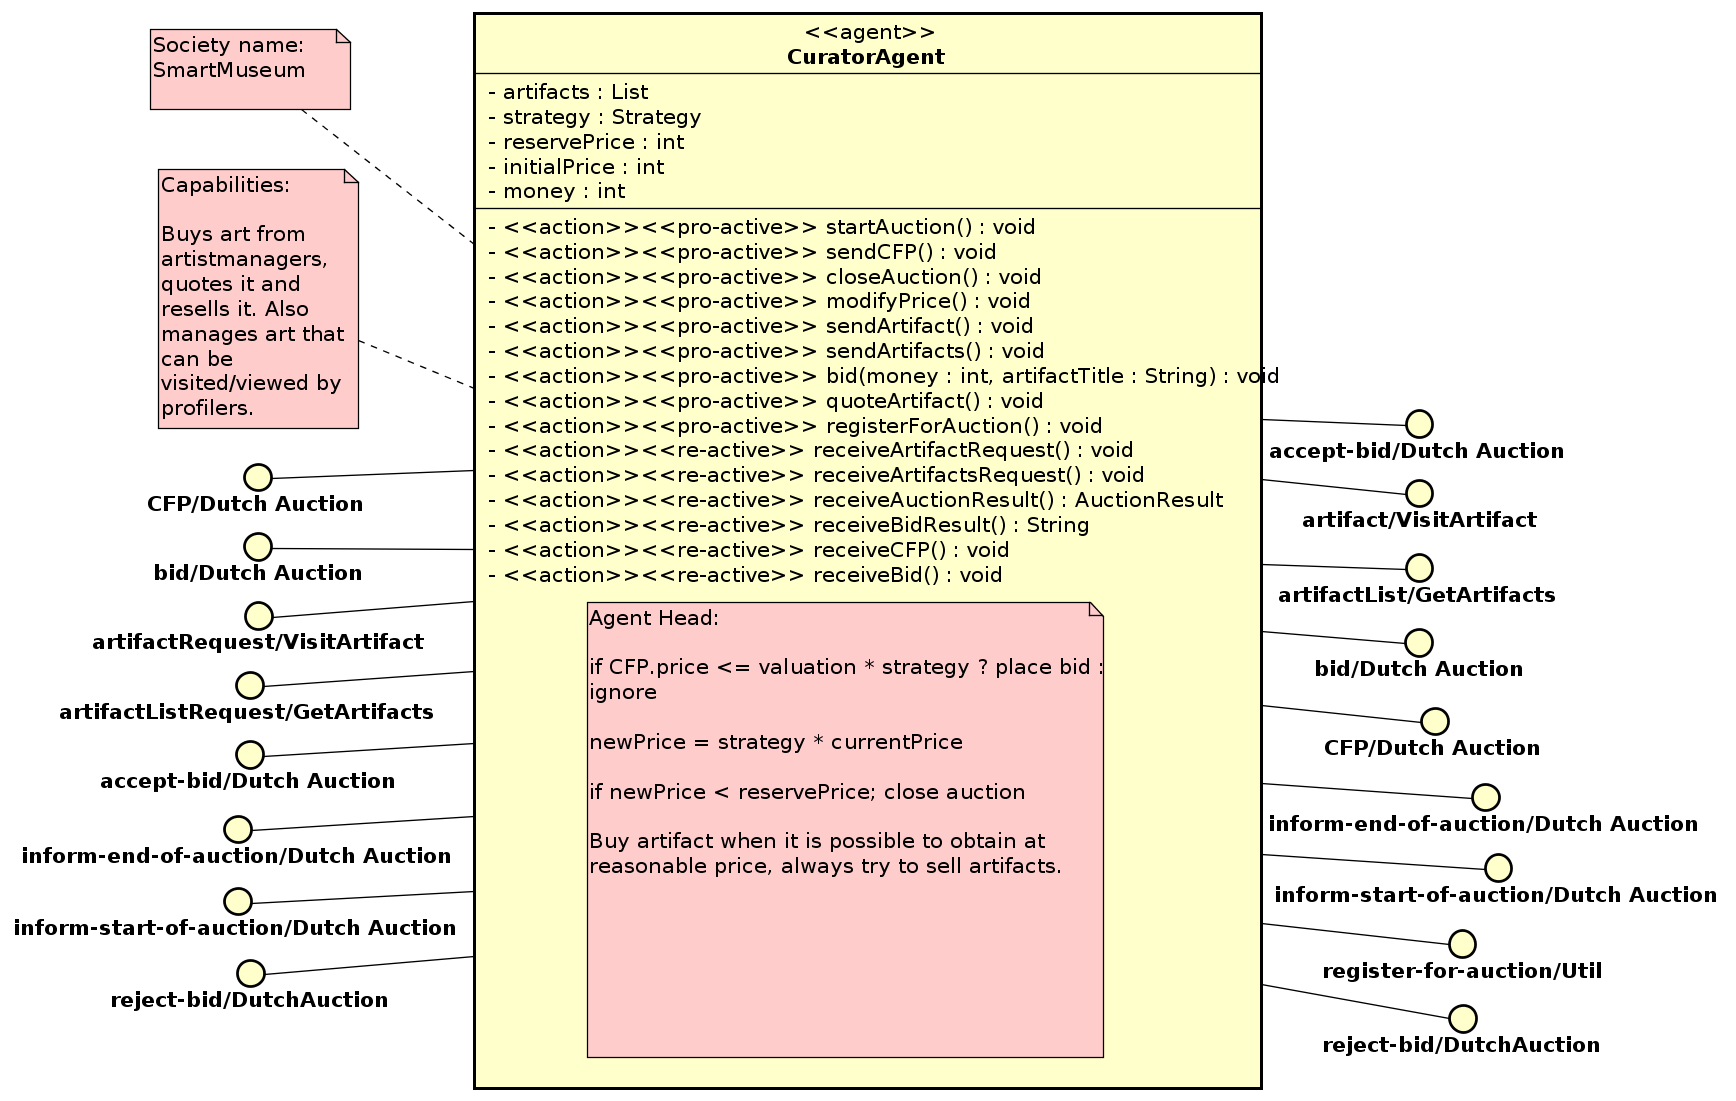 Society name:
SmartMuseum
Capabilities:
Buys art from
artistmanagers,
quotes it and
resells it. Also
manages art that
can be
visited/viewed by
profilers.
CFP/Dutch Auction
bid/Dutch Auction
artifactRequest/VisitArtifact
artifactListRequest/GetArtifacts
accept-bid/Dutch Auction
inform-end-of-auction/Dutch Auction
inform-start-of-auction/Dutch Auction
reject-bid/DutchAuction
<<agent>>
CuratorAgent
- artifacts : List
- strategy : Strategy
- reservePrice : int
- initialPrice : int
- money : int
- <<action>><<pro-active>> startAuction() : void
- <<action>><<pro-active>> sendCFP() : void
- <<action>><<pro-active>> closeAuction() : void
- <<action>><<pro-active>> modifyPrice() : void
- <<action>><<pro-active>> sendArtifact() : void
- <<action>><<pro-active>> sendArtifacts() : void
- <<action>><<pro-active>> bid(money : int, artifactTitle : String) : void
- <<action>><<pro-active>> quoteArtifact() : void
- <<action>><<pro-active>> registerForAuction() : void
- <<action>><<re-active>> receiveArtifactRequest() : void
- <<action>><<re-active>> receiveArtifactsRequest() : void
- <<action>><<re-active>> receiveAuctionResult() : AuctionResult
- <<action>><<re-active>> receiveBidResult() : String
- <<action>><<re-active>> receiveCFP() : void
- <<action>><<re-active>> receiveBid() : void
Agent Head:
if CFP.price <= valuation * strategy ? place bid :
ignore
newPrice = strategy * currentPrice
if newPrice < reservePrice; close auction
Buy artifact when it is possible to obtain at
reasonable price, always try to sell artifacts.
accept-bid/Dutch Auction
artifact/VisitArtifact
artifactList/GetArtifacts
bid/Dutch Auction
CFP/Dutch Auction
inform-end-of-auction/Dutch Auction
inform-start-of-auction/Dutch Auction
register-for-auction/Util
reject-bid/DutchAuction